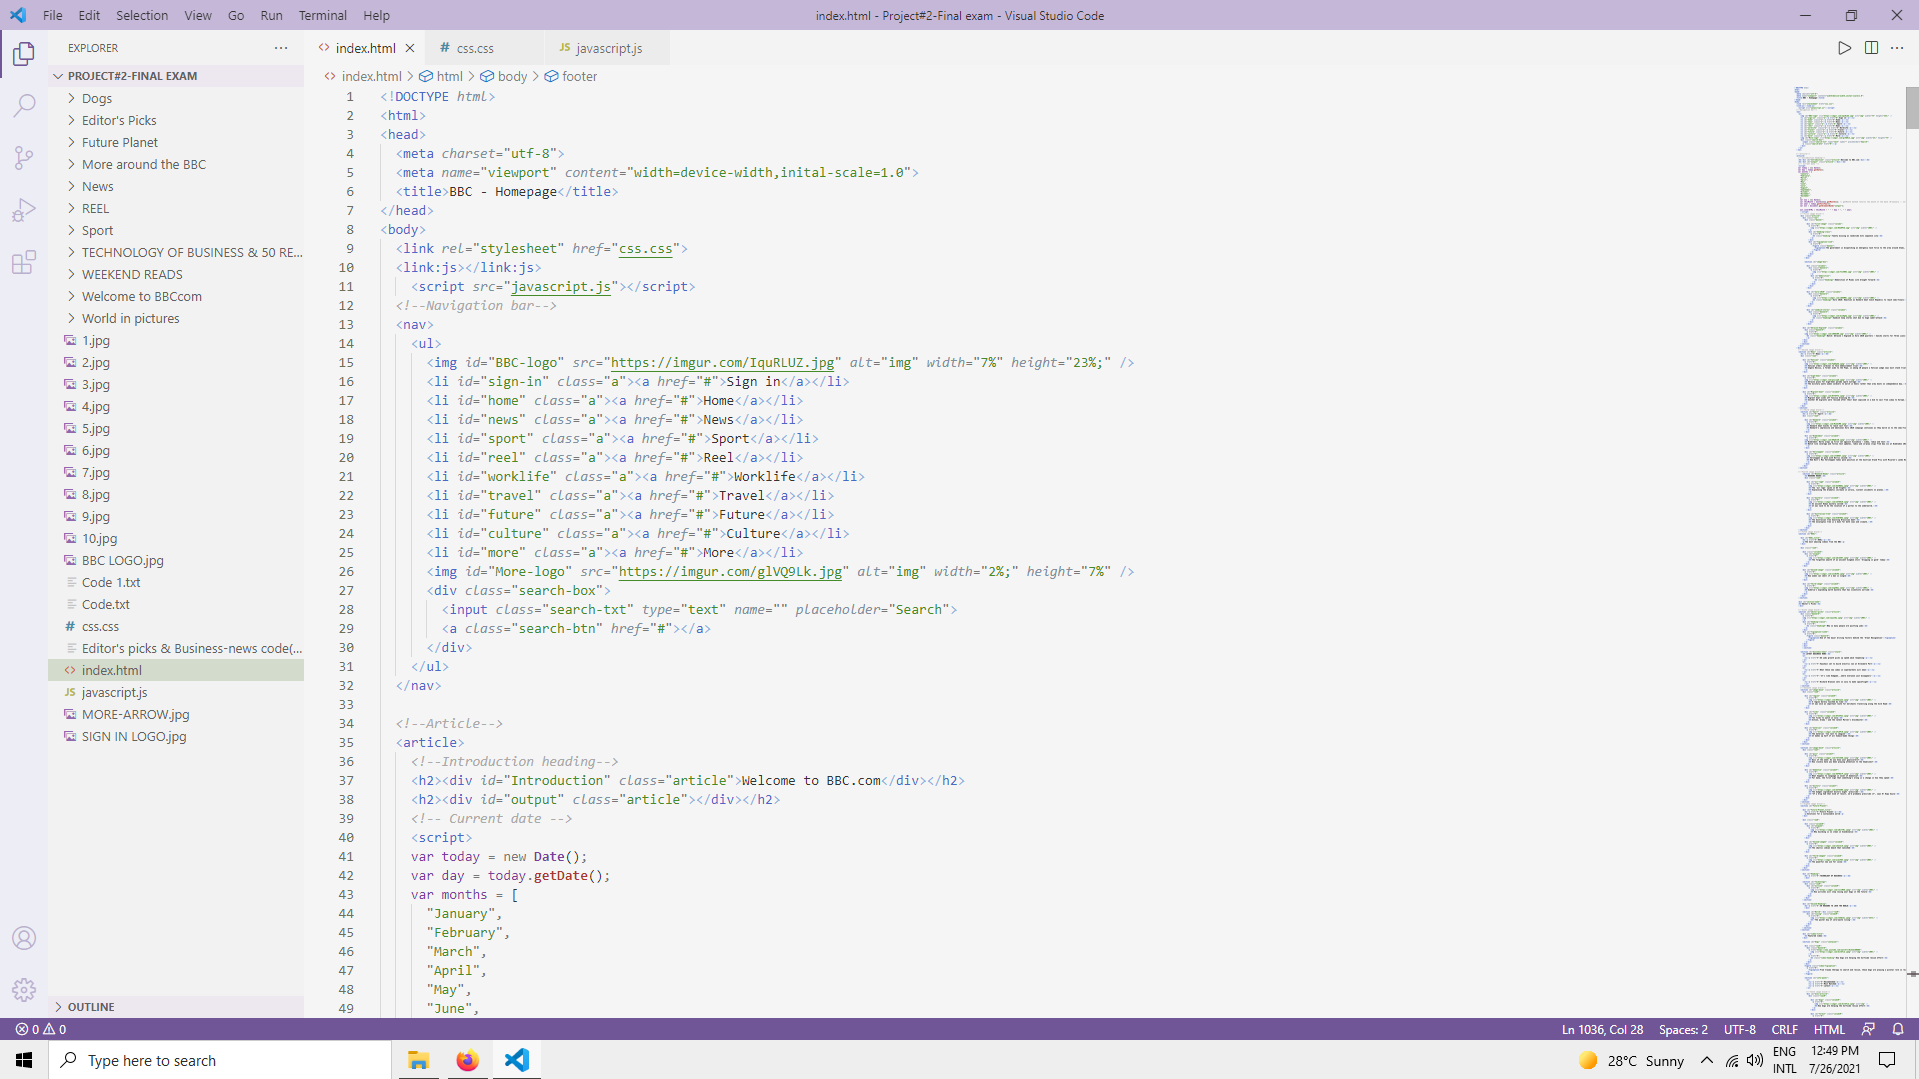 File Edit Selection View Go Run Terminal Help
index.html - Project#2-Final exam - Visual Studio Code
EXPLORER
PROJECT#2-FINAL EXAM
Dogs
Editor's Picks
Future Planet
More around the BBC
News
REEL
Sport
TECHNOLOGY OF BUSINESS & 50 RE...
WEEKEND READS
Welcome to BBCcom
World in pictures
1.jpg
2.jpg
3.jpg
4.jpg
5.jpg
6.jpg
7.jpg
8.jpg
9.jpg
10.jpg
BBC LOGO.jpg
Code 1.txt
Code.txt
# css.css
Editor's picks & Business-news code(...
<> index.html
JS javascript.js
MORE-ARROW.jpg
SIGN IN LOGO.jpg
OUTLINE
<> index.html # css.css JS javascript.js
<> index.html > html > body > footer
1 <!DOCTYPE html>
2 <html>
3 <head>
4 <meta charset="utf-8">
5 <meta name="viewport" content="width=device-width,inital-scale=1.0">
6 <title>BBC - Homepage</title>
7 </head>
8 <body>
9 <link rel="stylesheet" href="css.css">
10 <link:js></link:js>
11 <script src="javascript.js"></script>
12 <!--Navigation bar-->
13 <nav>
14 <ul>
15 <img id="BBC-logo" src="https://imgur.com/IquRLUZ.jpg" alt="img" width="7%" height="23%;" />
16 <li id="sign-in" class="a"><a href="#">Sign in</a></li>
17 <li id="home" class="a"><a href="#">Home</a></li>
18 <li id="news" class="a"><a href="#">News</a></li>
19 <li id="sport" class="a"><a href="#">Sport</a></li>
20 <li id="reel" class="a"><a href="#">Reel</a></li>
21 <li id="worklife" class="a"><a href="#">Worklife</a></li>
22 <li id="travel" class="a"><a href="#">Travel</a></li>
23 <li id="future" class="a"><a href="#">Future</a></li>
24 <li id="culture" class="a"><a href="#">Culture</a></li>
25 <li id="more" class="a"><a href="#">More</a></li>
26 <img id="More-logo" src="https://imgur.com/glVQ9Lk.jpg" alt="img" width="2%;" height="7%" />
27 <div class="search-box">
28 <input class="search-txt" type="text" name="" placeholder="Search">
29 <a class="search-btn" href="#"></a>
30 </div>
31 </ul>
32 </nav>
33
34 <!--Article-->
35 <article>
36 <!--Introduction heading-->
37 <h2><div id="Introduction" class="article">Welcome to BBC.com</div></h2>
38 <h2><div id="output" class="article"></div></h2>
39 <!-- Current date -->
40 <script>
41 var today = new Date();
42 var day = today.getDate();
43 var months = [
44 "January",
45 "February",
46 "March",
47 "April",
48 "May",
49 "June",
0 0 Ln 1036, Col 28 Spaces: 2 UTF-8 CRLF HTML
Type here to search
28°C Sunny
ENG
INTL
12:49 PM
7/26/2021